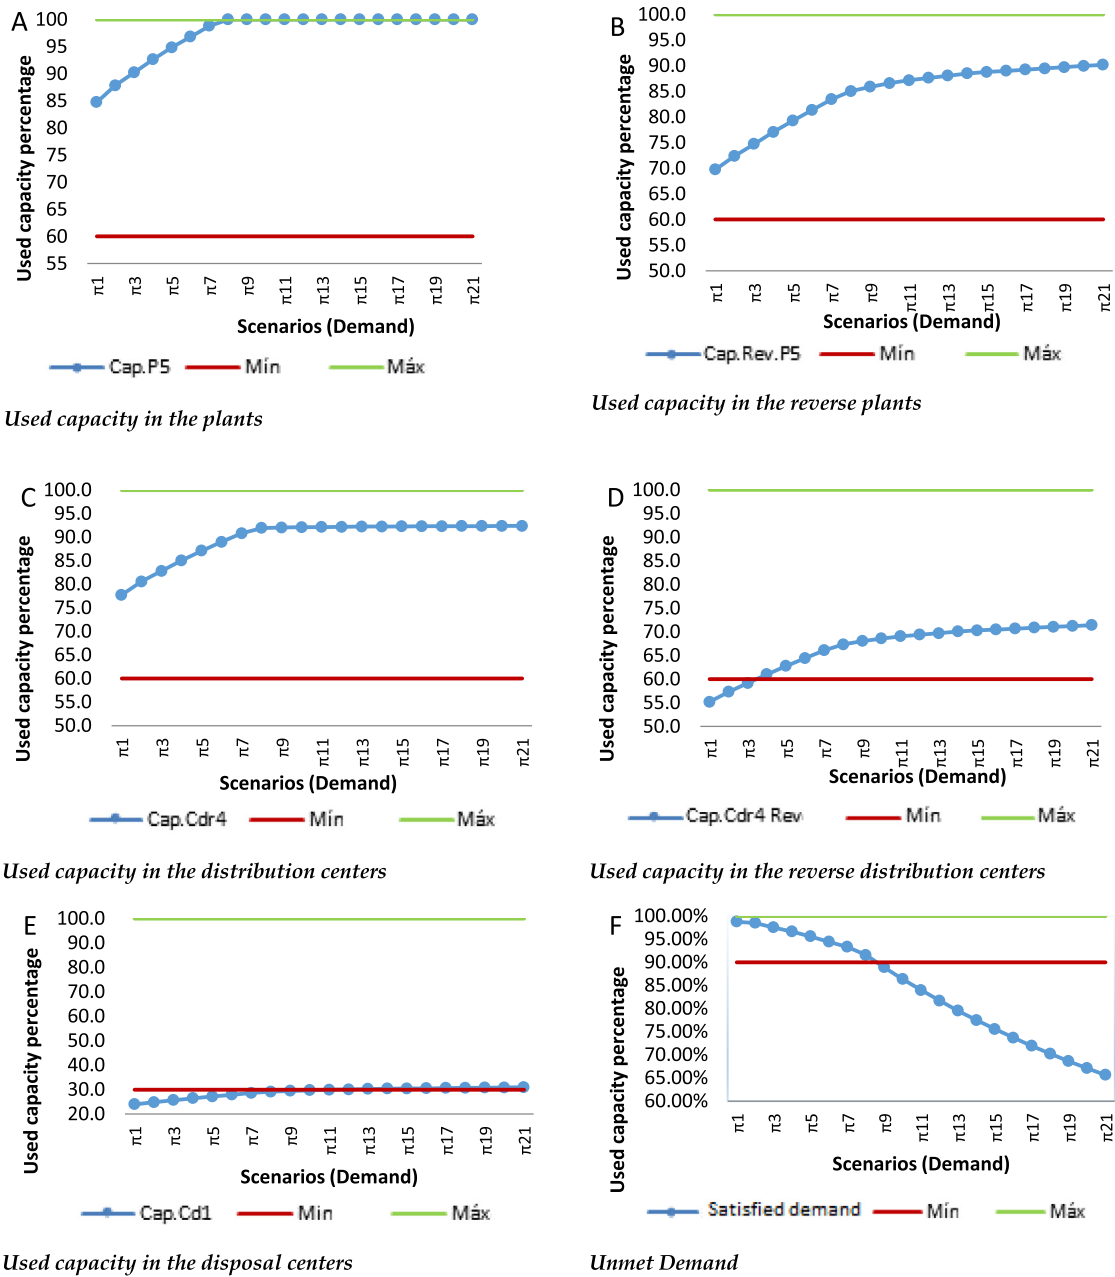 A
Used capacity percentage
100
95
90
85
80
75
70
65
60
55
π1 π3 π5 π7 π9 π11 π13 π15 π17 π19 π21
Scenarios (Demand)
Cap.P5 Mín Máx
Used capacity in the plants
B
Used capacity percentage
100.0
95.0
90.0
85.0
80.0
75.0
70.0
65.0
60.0
55.0
50.0
π1 π3 π5 π7 π9 π11 π13 π15 π17 π19 π21
Scenarios (Demand)
Cap.Rev.P5 Mín Máx
Used capacity in the reverse plants
C
Used capacity percentage
100.0
95.0
90.0
85.0
80.0
75.0
70.0
65.0
60.0
55.0
50.0
π1 π3 π5 π7 π9 π11 π13 π15 π17 π19 π21
Scenarios (Demand)
Cap.Cdr4 Mín Máx
Used capacity in the distribution centers
D
Used capacity percentage
100.0
95.0
90.0
85.0
80.0
75.0
70.0
65.0
60.0
55.0
50.0
π1 π3 π5 π7 π9 π11 π13 π15 π17 π19 π21
Scenarios (Demand)
Cap.Cdr4 Rev Mín Máx
Used capacity in the reverse distribution centers
E
Used capacity percentage
100.0
90.0
80.0
70.0
60.0
50.0
40.0
30.0
20.0
π1 π3 π5 π7 π9 π11 π13 π15 π17 π19 π21
Scenarios (Demand)
Cap.Cd1 Min Máx
Used capacity in the disposal centers
F
Used capacity percentage
100.00%
95.00%
90.00%
85.00%
80.00%
75.00%
70.00%
65.00%
60.00%
π1 π3 π5 π7 π9 π11 π13 π15 π17 π19 π21
Scenarios (Demand)
Satisfied demand Mín Máx
Unmet Demand